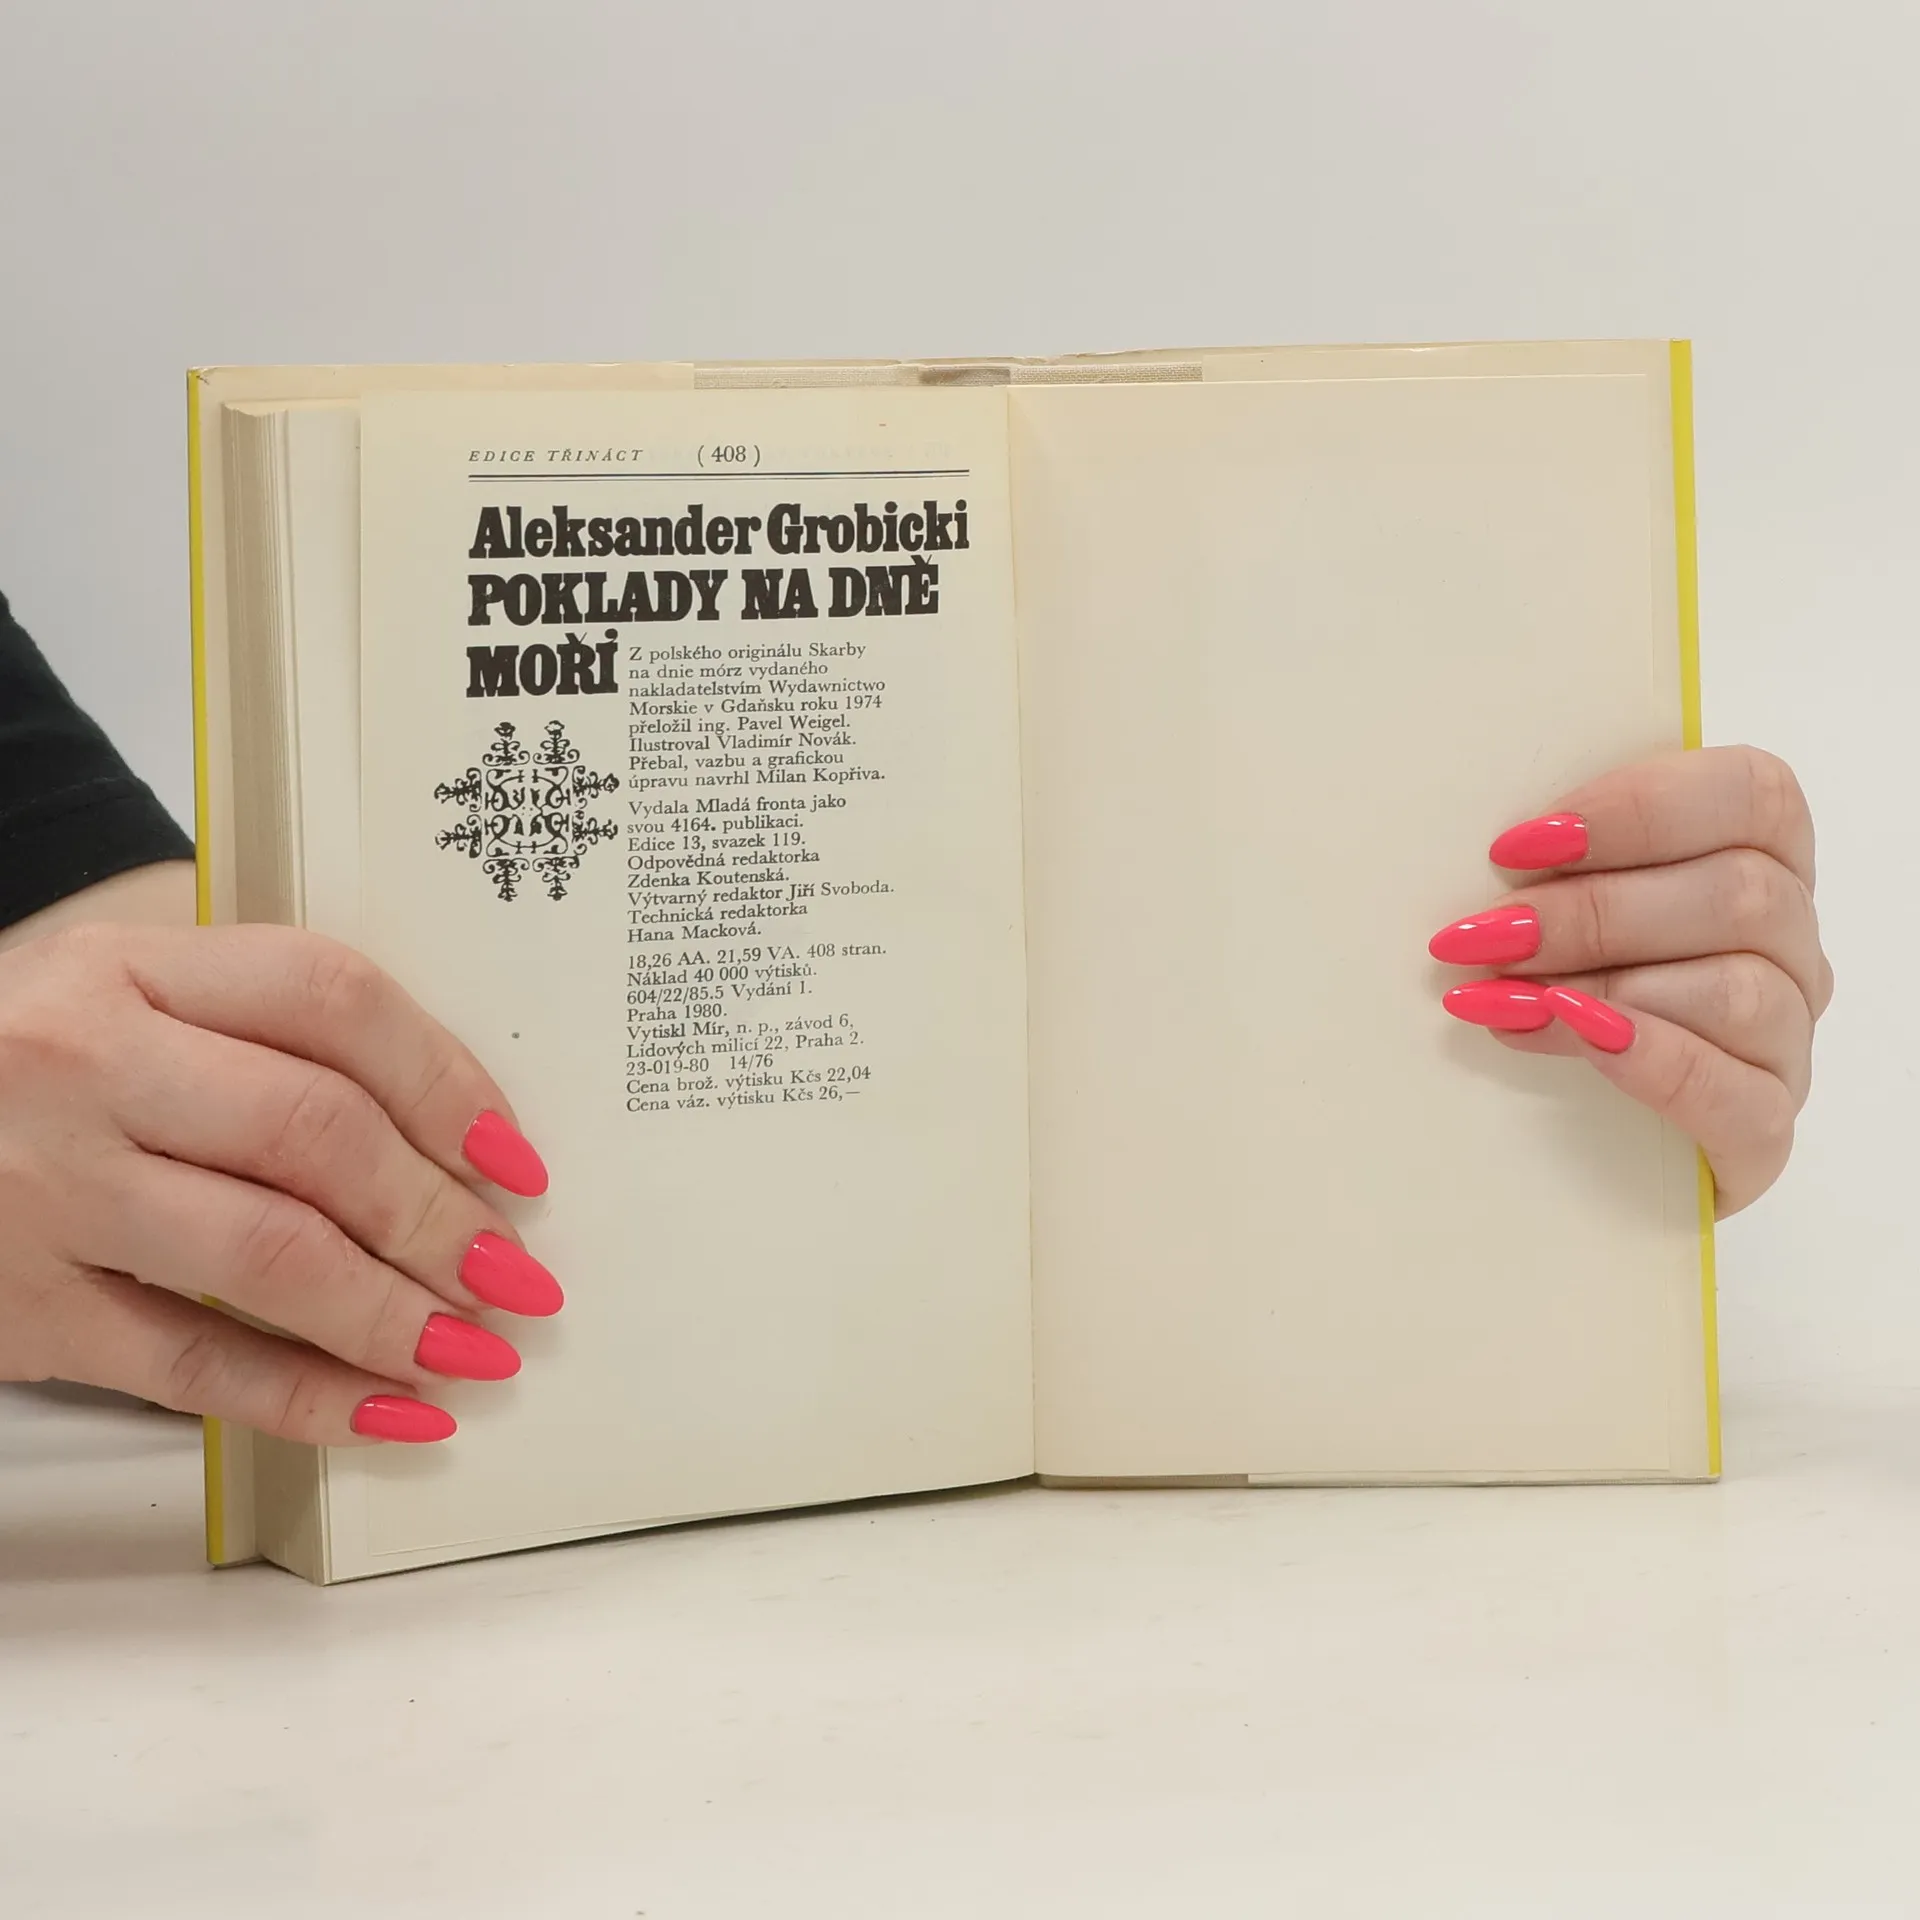 EDICE TŘINÁCT (408)
Aleksander Grobicki
POKLADY NA DNĚ
MOŘÍ
Z polského originálu Skarby
na dnie mórz vydaného
nakladatelstvím Wydawnictwo
Morskie v Gdaňsku roku 1974
přeložil ing. Pavel Weigel.
Ilustroval Vladimír Novák.
Přebal, vazbu a grafickou
úpravu navrhl Milan Kopřiva.
Vydala Mladá fronta jako
svou 4164. publikaci.
Edice 13, svazek 119.
Odpovědná redaktorka
Zdenka Koutenská.
Výtvarný redaktor Jiří Svoboda.
Technická redaktorka
Hana Macková.
18,26 AA. 21,59 VA. 408 stran.
Náklad 40 000 výtisků.
604/22/85.5 Vydání 1.
Praha 1980.
Vytiskl Mír, n. p., závod 6,
Lidových milicí 22, Praha 2.
23-019-80 14/76
Cena brož. výtisku Kčs 22,04
Cena váz. výtisku Kčs 26,—